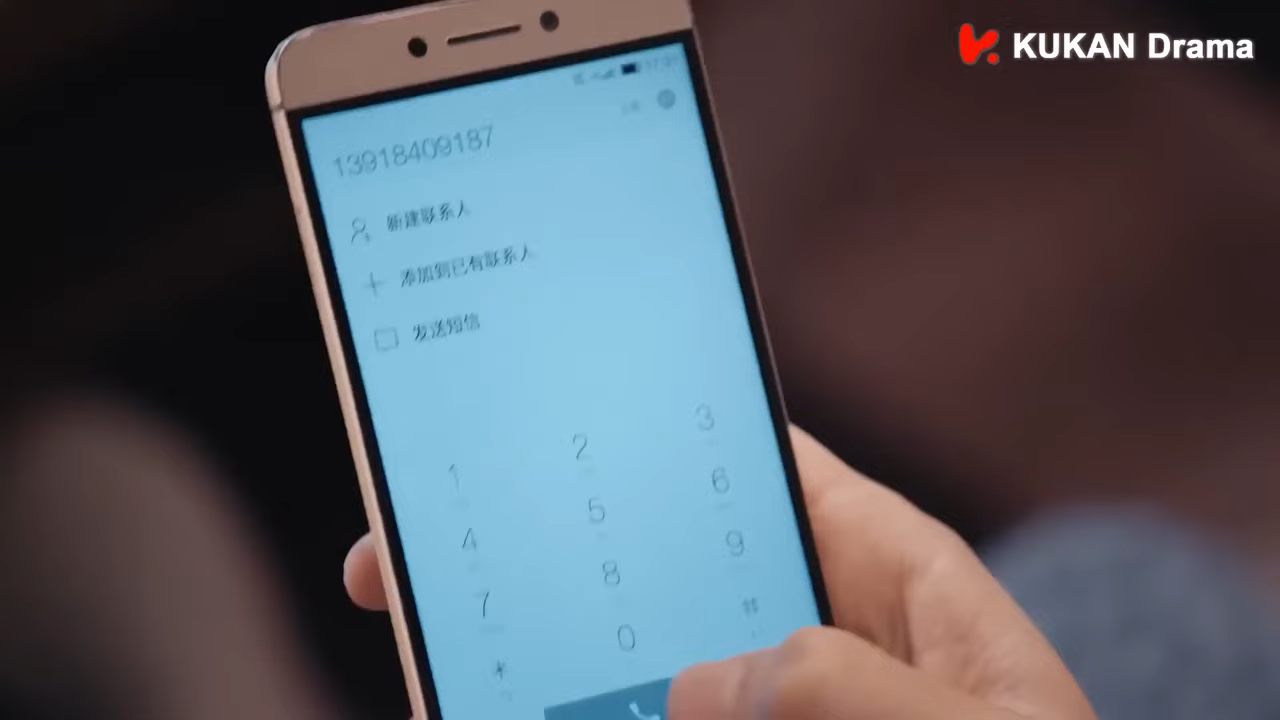 KUKAN Drama
13918409187
新建联系人
添加到已有联系人
发送短信
1 2 3
4 5 6
7 8 9
* 0 #